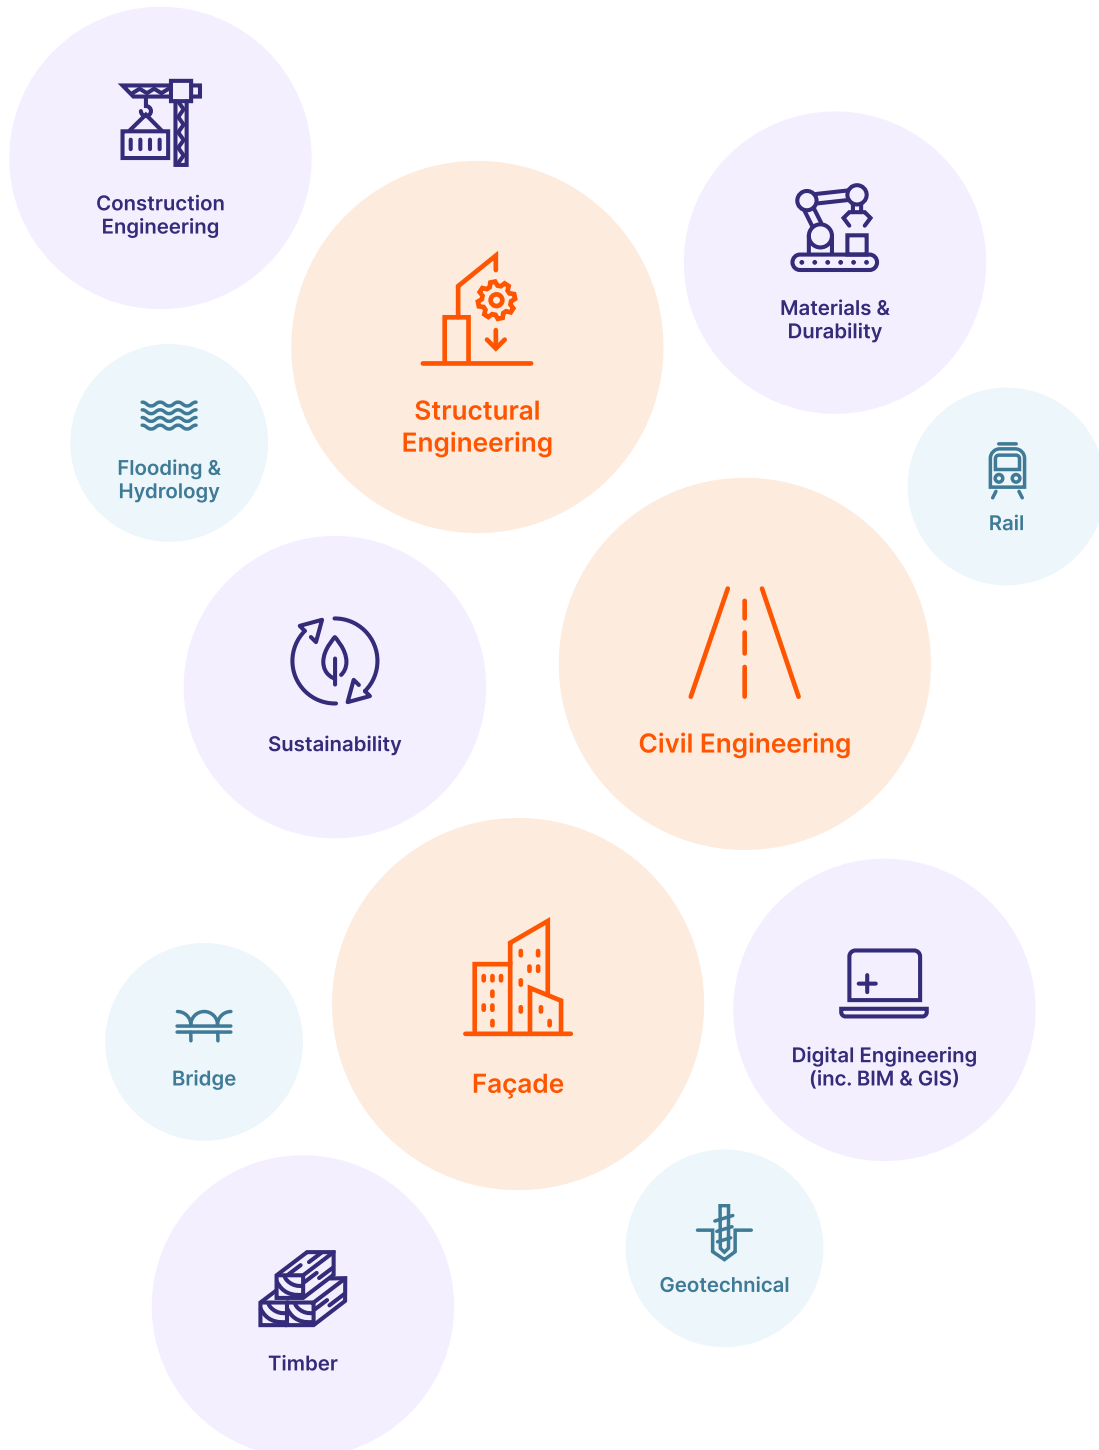 Construction
Engineering
Structural
Engineering
Materials &
Durability
Flooding &
Hydrology
Rail
Sustainability
Civil Engineering
Façade
Digital Engineering
(inc. BIM & GIS)
Bridge
Geotechnical
Timber